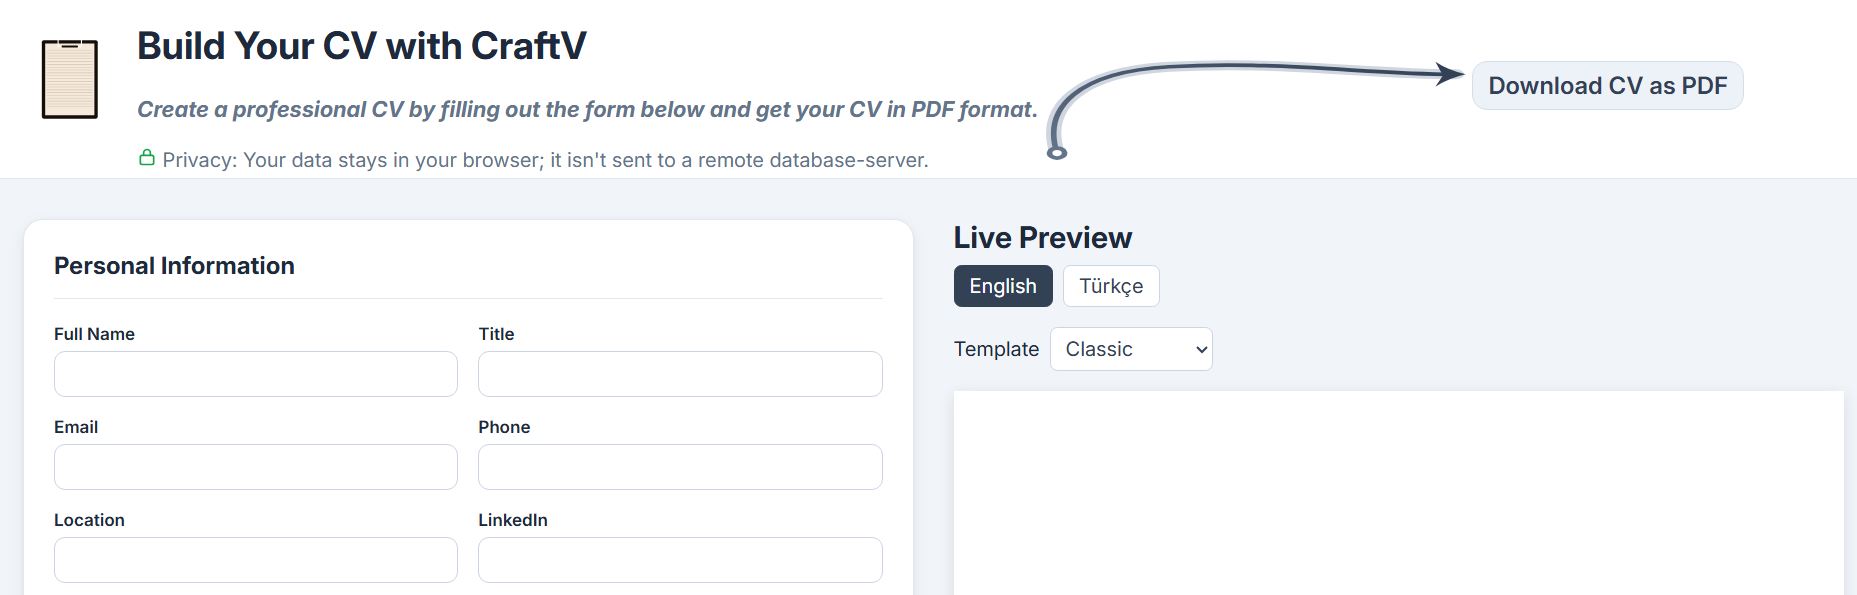 Build Your CV with CraftV
Create a professional CV by filling out the form below and get your CV in PDF format.
Privacy: Your data stays in your browser; it isn't sent to a remote database-server.
Download CV as PDF
Personal Information
Full Name
Title
Email
Phone
Location
LinkedIn
Live Preview
English
Türkçe
Template
Classic